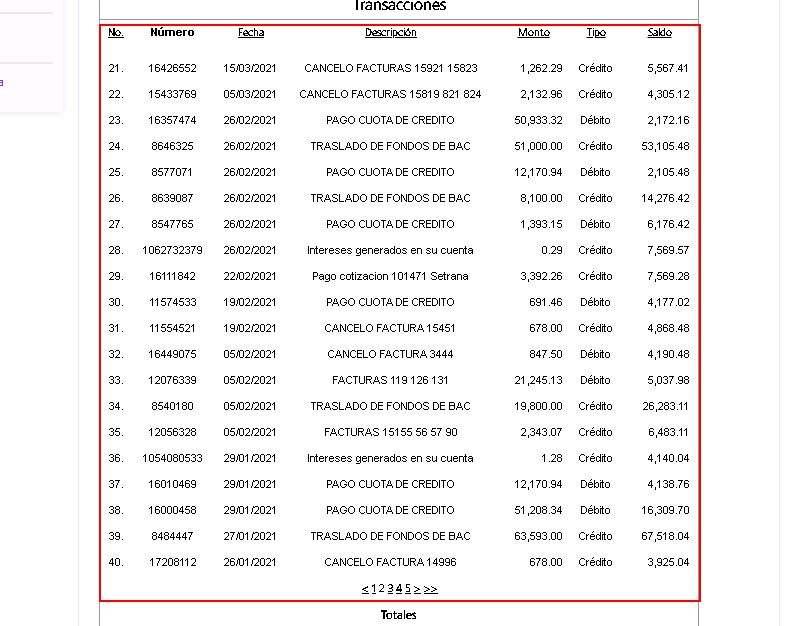 Transacciones
No. Número Fecha Descripción Monto Tipo Saldo
21. 16426552 15/03/2021 CANCELO FACTURAS 15921 15823 1,262.29 Crédito 5,567.41
22. 15433769 05/03/2021 CANCELO FACTURAS 15819 821 824 2,132.96 Crédito 4,305.12
23. 16357474 26/02/2021 PAGO CUOTA DE CREDITO 50,933.32 Débito 2,172.16
24. 8646325 26/02/2021 TRASLADO DE FONDOS DE BAC 51,000.00 Crédito 53,105.48
25. 8577071 26/02/2021 PAGO CUOTA DE CREDITO 12,170.94 Débito 2,105.48
26. 8639087 26/02/2021 TRASLADO DE FONDOS DE BAC 8,100.00 Crédito 14,276.42
27. 8547765 26/02/2021 PAGO CUOTA DE CREDITO 1,393.15 Débito 6,176.42
28. 1062732379 26/02/2021 Intereses generados en su cuenta 0.29 Crédito 7,569.57
29. 16111842 22/02/2021 Pago cotizacion 101471 Setrana 3,392.26 Crédito 7,569.28
30. 11574533 19/02/2021 PAGO CUOTA DE CREDITO 691.46 Débito 4,177.02
31. 11554521 19/02/2021 CANCELO FACTURA 15451 678.00 Crédito 4,868.48
32. 16449075 05/02/2021 CANCELO FACTURA 3444 847.50 Débito 4,190.48
33. 12076339 05/02/2021 FACTURAS 119 126 131 21,245.13 Débito 5,037.98
34. 8540180 05/02/2021 TRASLADO DE FONDOS DE BAC 19,800.00 Crédito 26,283.11
35. 12056328 05/02/2021 FACTURAS 15155 56 57 90 2,343.07 Crédito 6,483.11
36. 1054080533 29/01/2021 Intereses generados en su cuenta 1.28 Crédito 4,140.04
37. 16010469 29/01/2021 PAGO CUOTA DE CREDITO 12,170.94 Débito 4,138.76
38. 16000458 29/01/2021 PAGO CUOTA DE CREDITO 51,208.34 Débito 16,309.70
39. 8484447 27/01/2021 TRASLADO DE FONDOS DE BAC 63,593.00 Crédito 67,518.04
40. 17208112 26/01/2021 CANCELO FACTURA 14996 678.00 Crédito 3,925.04
< 1 2 3 4 5 > >>
Totales